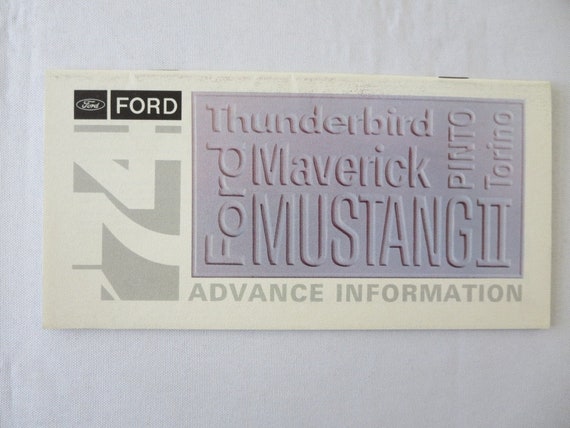 Ford FORD
74
Thunderbird
Ford
Maverick
MUSTANG II
PINTO
Torino
ADVANCE INFORMATION